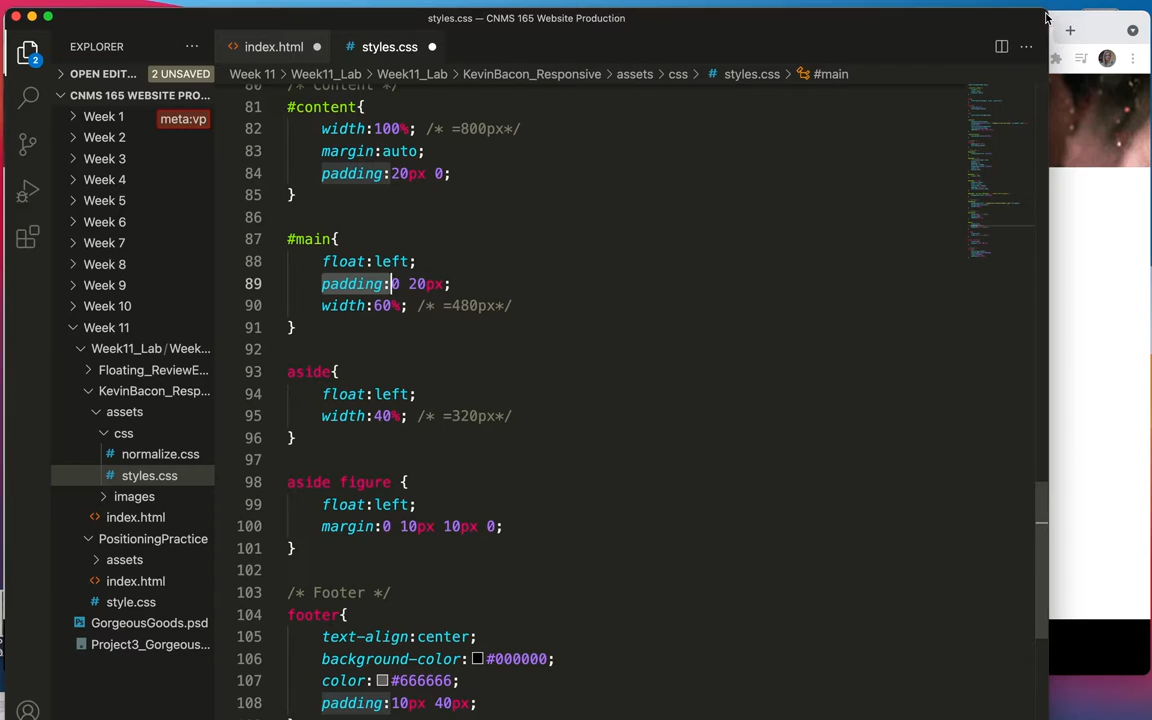 styles.css — CNMS 165 Website Production
EXPLORER
index.html
styles.css
OPEN EDIT...
2 UNSAVED
CNMS 165 WEBSITE PRO...
Week 11 > Week11_Lab > Week11_Lab > KevinBacon_Responsive > assets > css > # styles.css > #main
2
Week 1
meta:vp
Week 2
Week 3
Week 4
Week 5
Week 6
Week 7
Week 8
Week 9
Week 10
Week 11
Week11_Lab / Week...
Floating_ReviewE...
KevinBacon_Resp...
assets
css
# normalize.css
# styles.css
images
<> index.html
PositioningPractice
assets
<> index.html
# style.css
Ps GorgeousGoods.psd
Project3_Gorgeous...
80 /* Content */
81 #content{
82 width:100%; /* =800px*/
83 margin:auto;
84 padding:20px 0;
85 }
86
87 #main{
88 float:left;
89 padding:0 20px;
90 width:60%; /* =480px*/
91 }
92
93 aside{
94 float:left;
95 width:40%; /* =320px*/
96 }
97
98 aside figure {
99 float:left;
100 margin:0 10px 10px 0;
101 }
102
103 /* Footer */
104 footer{
105 text-align:center;
106 background-color:#000000;
107 color:#666666;
108 padding:10px 40px;